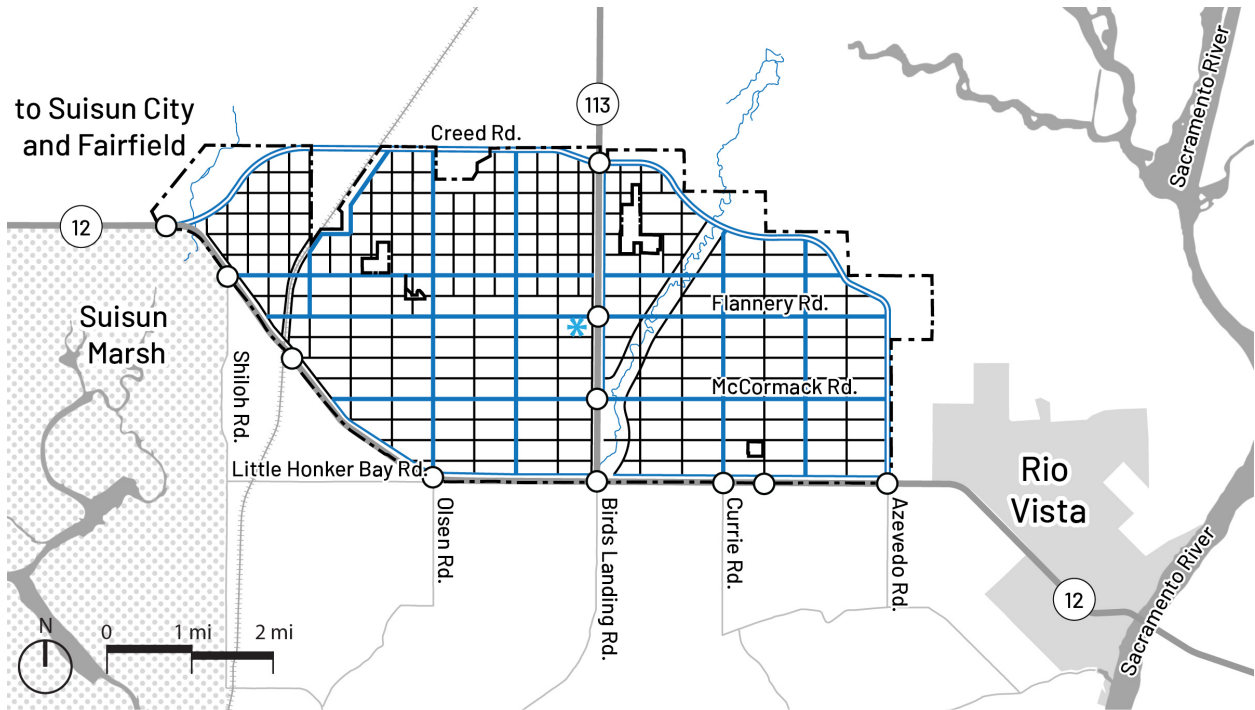 113
to Suisun City
and Fairfield
Creed Rd.
Sacramento River
12
Flannery Rd.
Suisun
Marsh
Shiloh Rd.
McCormack Rd.
Little Honker Bay Rd.
Rio
Vista
Olsen Rd.
Birds Landing Rd.
Currie Rd.
Azevedo Rd.
12
Sacramento River
N
0 1 mi 2 mi